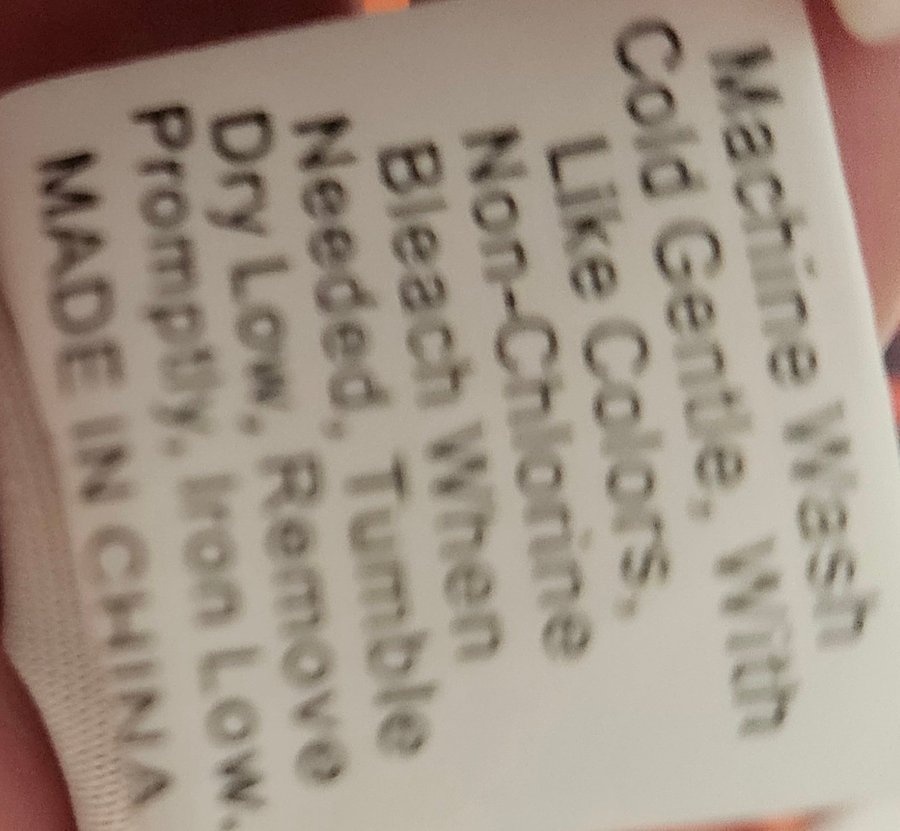 Machine Wash
Cold Gentle, With
Like Colors,
Non-Chlorine
Bleach When
Needed, Tumble
Dry Low, Remove
Promptly, Iron Low.
MADE IN CHINA